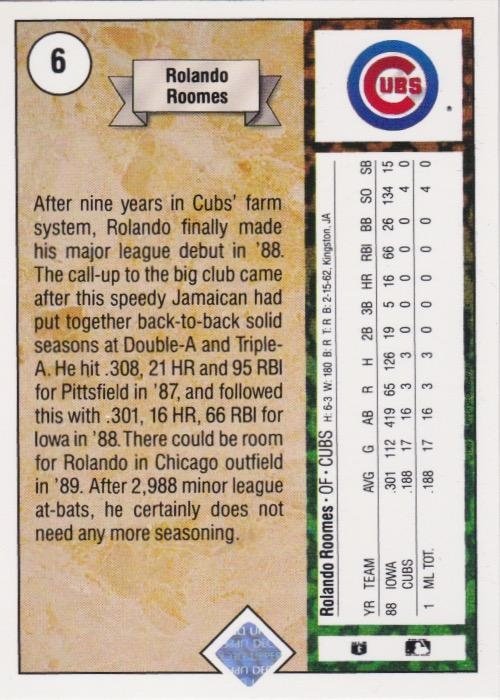 6
Rolando
Roomes
After nine years in Cubs' farm
system, Rolando finally made
his major league debut in '88.
The call-up to the big club came
after this speedy Jamaican had
put together back-to-back solid
seasons at Double-A and Triple-
A. He hit .308, 21 HR and 95 RBI
for Pittsfield in '87, and followed
this with .301, 16 HR, 66 RBI for
Iowa in '88. There could be room
for Rolando in Chicago outfield
in '89. After 2,988 minor league
at-bats, he certainly does not
need any more seasoning.
CUBS
Rolando Roomes • OF • CUBS H: 6-3 W: 180 B: R T: R B: 2-15-62, Kingston, JA
YR TEAM AVG G AB R H 2B 3B HR RBI BB SO SB
88 IOWA .301 112 419 65 126 19 5 16 66 26 134 15
CUBS .188 17 16 3 3 0 0 0 0 0 4 0
1 ML TOT. .188 17 16 3 3 0 0 0 0 0 4 0